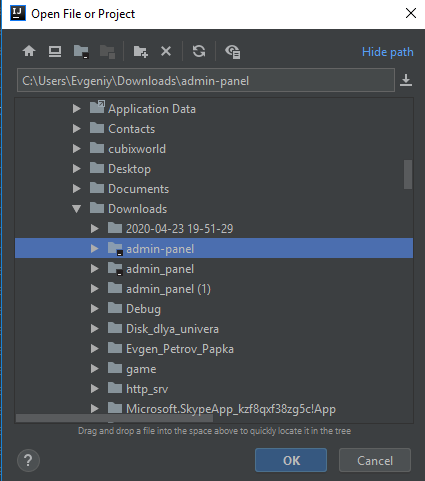 IJ Open File or Project
Hide path
C:\Users\Evgeniy\Downloads\admin-panel
Application Data
Contacts
cubixworld
Desktop
Documents
Downloads
2020-04-23 19-51-29
admin-panel
admin_panel
admin_panel (1)
Debug
Disk_dlya_univera
Evgen_Petrov_Papka
game
http_srv
Microsoft.SkypeApp_kzf8qxf38zg5c!App
Drag and drop a file into the space above to quickly locate it in the tree
? OK Cancel